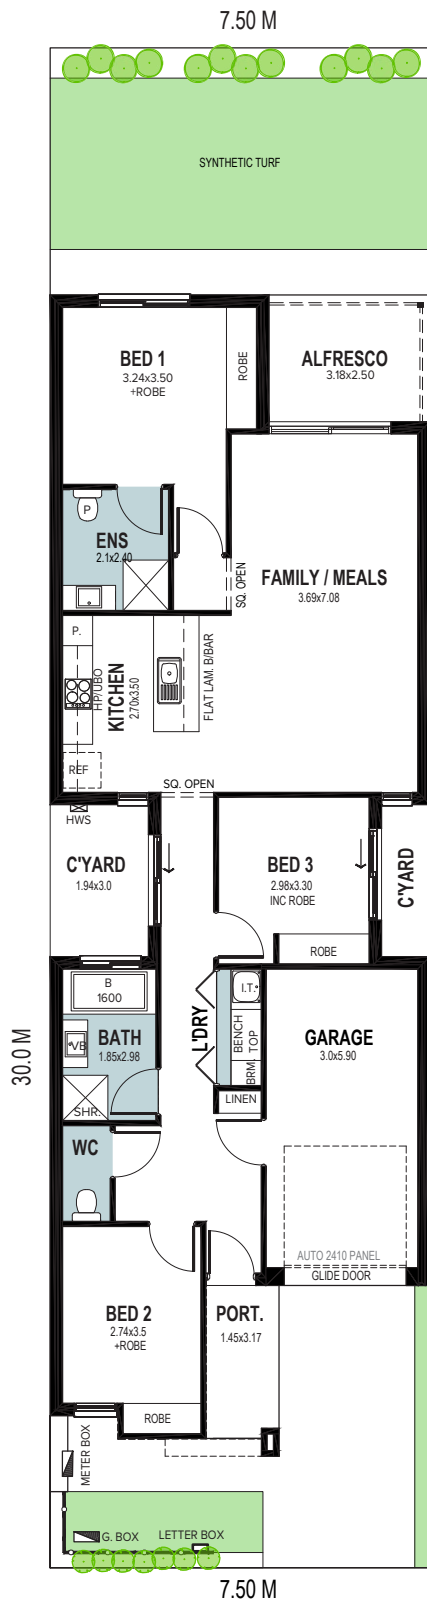 7.50 M
SYNTHETIC TURF
BED 1
3.24x3.50
+ROBE
ROBE
ALFRESCO
3.18x2.50
P
ENS
2.1x2.40
SQ. OPEN
FAMILY / MEALS
3.69x7.08
P.
HP/UBO
KITCHEN
2.70x3.50
FLAT LAM. B/BAR
REF
SQ. OPEN
HWS
C'YARD
1.94x3.0
BED 3
2.98x3.30
INC ROBE
ROBE
C'YARD
B
1600
VB
BATH
1.85x2.98
SHR.
L'DRY
I.T.
BENCH
TOP
BRM.
LINEN
GARAGE
3.0x5.90
30.0 M
WC
AUTO 2410 PANEL
GLIDE DOOR
BED 2
2.74x3.5
+ROBE
ROBE
PORT.
1.45x3.17
METER BOX
G. BOX
LETTER BOX
7.50 M